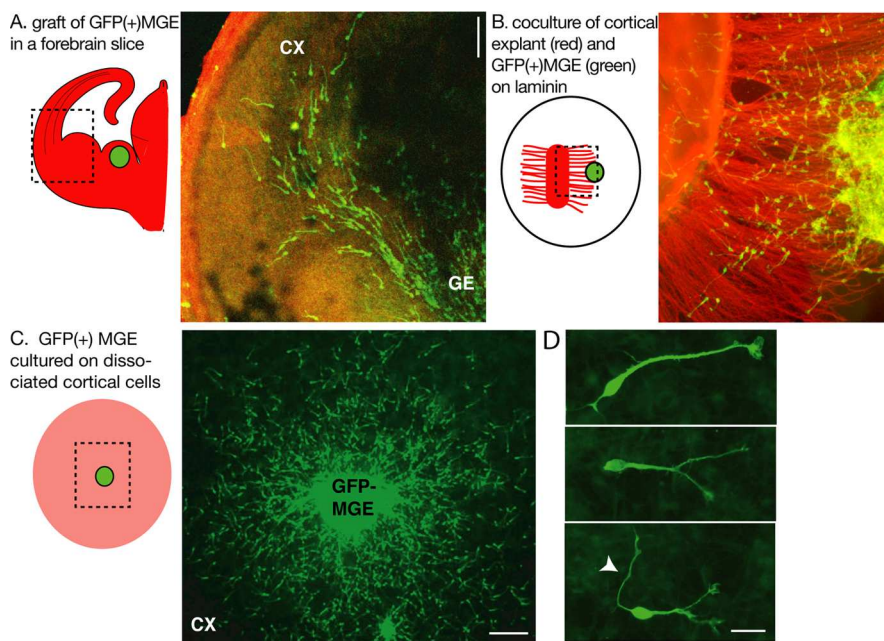 A. graft of GFP(+)MGE
in a forebrain slice
CX
GE
B. coculture of cortical
explant (red) and
GFP(+)MGE (green)
on laminin
C. GFP(+) MGE
cultured on disso-
ciated cortical cells
GFP-
MGE
CX
D